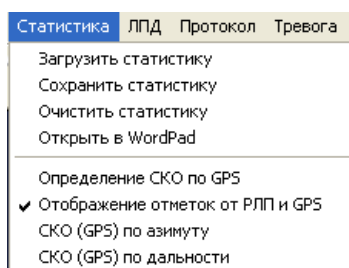 Статистика ЛПД Протокол Тревога
Загрузить статистику
Сохранить статистику
Очистить статистику
Открыть в WordPad
Определение СКО по GPS
Отображение отметок от РЛП и GPS
СКО (GPS) по азимуту
СКО (GPS) по дальности